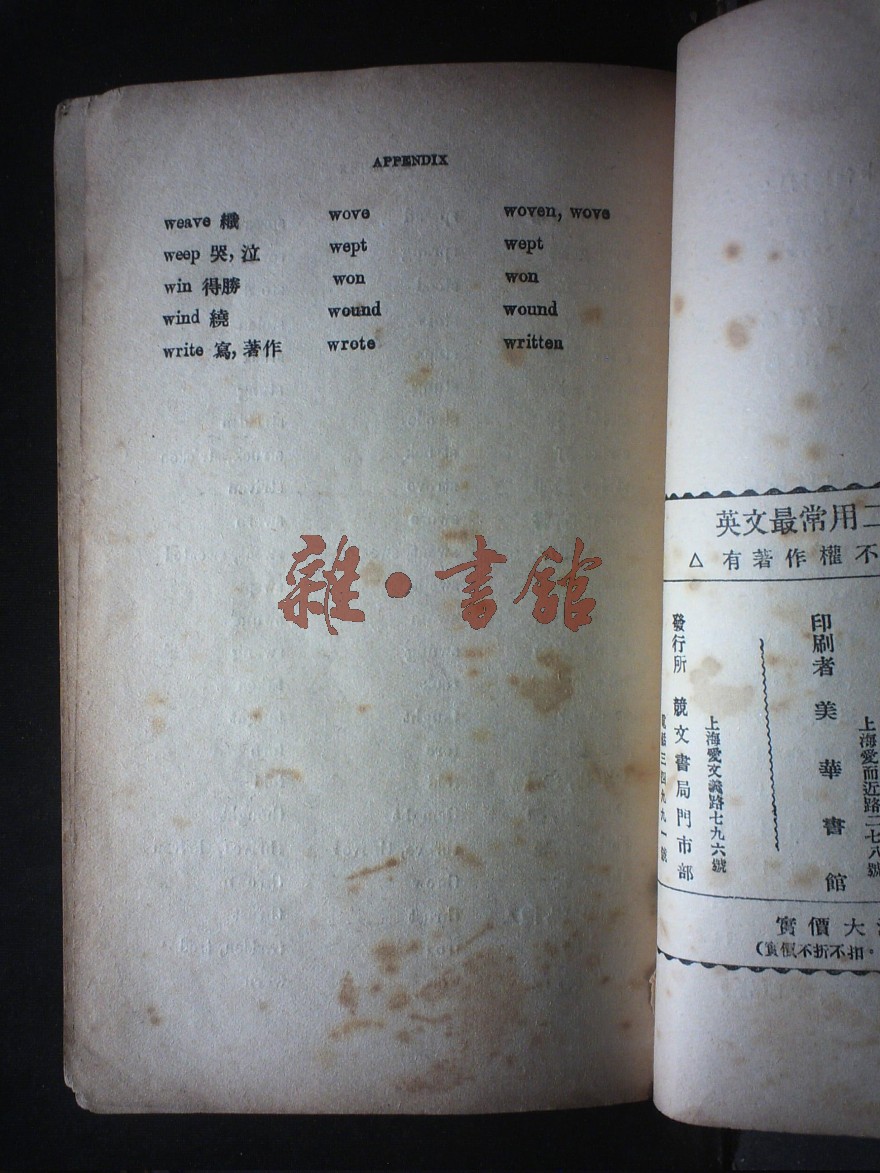 APPENDIX
weave 織 wove woven, wove
weep 哭, 泣 wept wept
win 得勝 won won
wind 繞 wound wound
write 寫, 著作 wrote written
雜・書館
英文最常用二
△ 有著作權不
上海愛而近路二七八號
印刷者 美華書館
上海愛文義路七九六號
發行所 競文書局門市部
電話三四九九一號
實價大
(實價不折不扣。